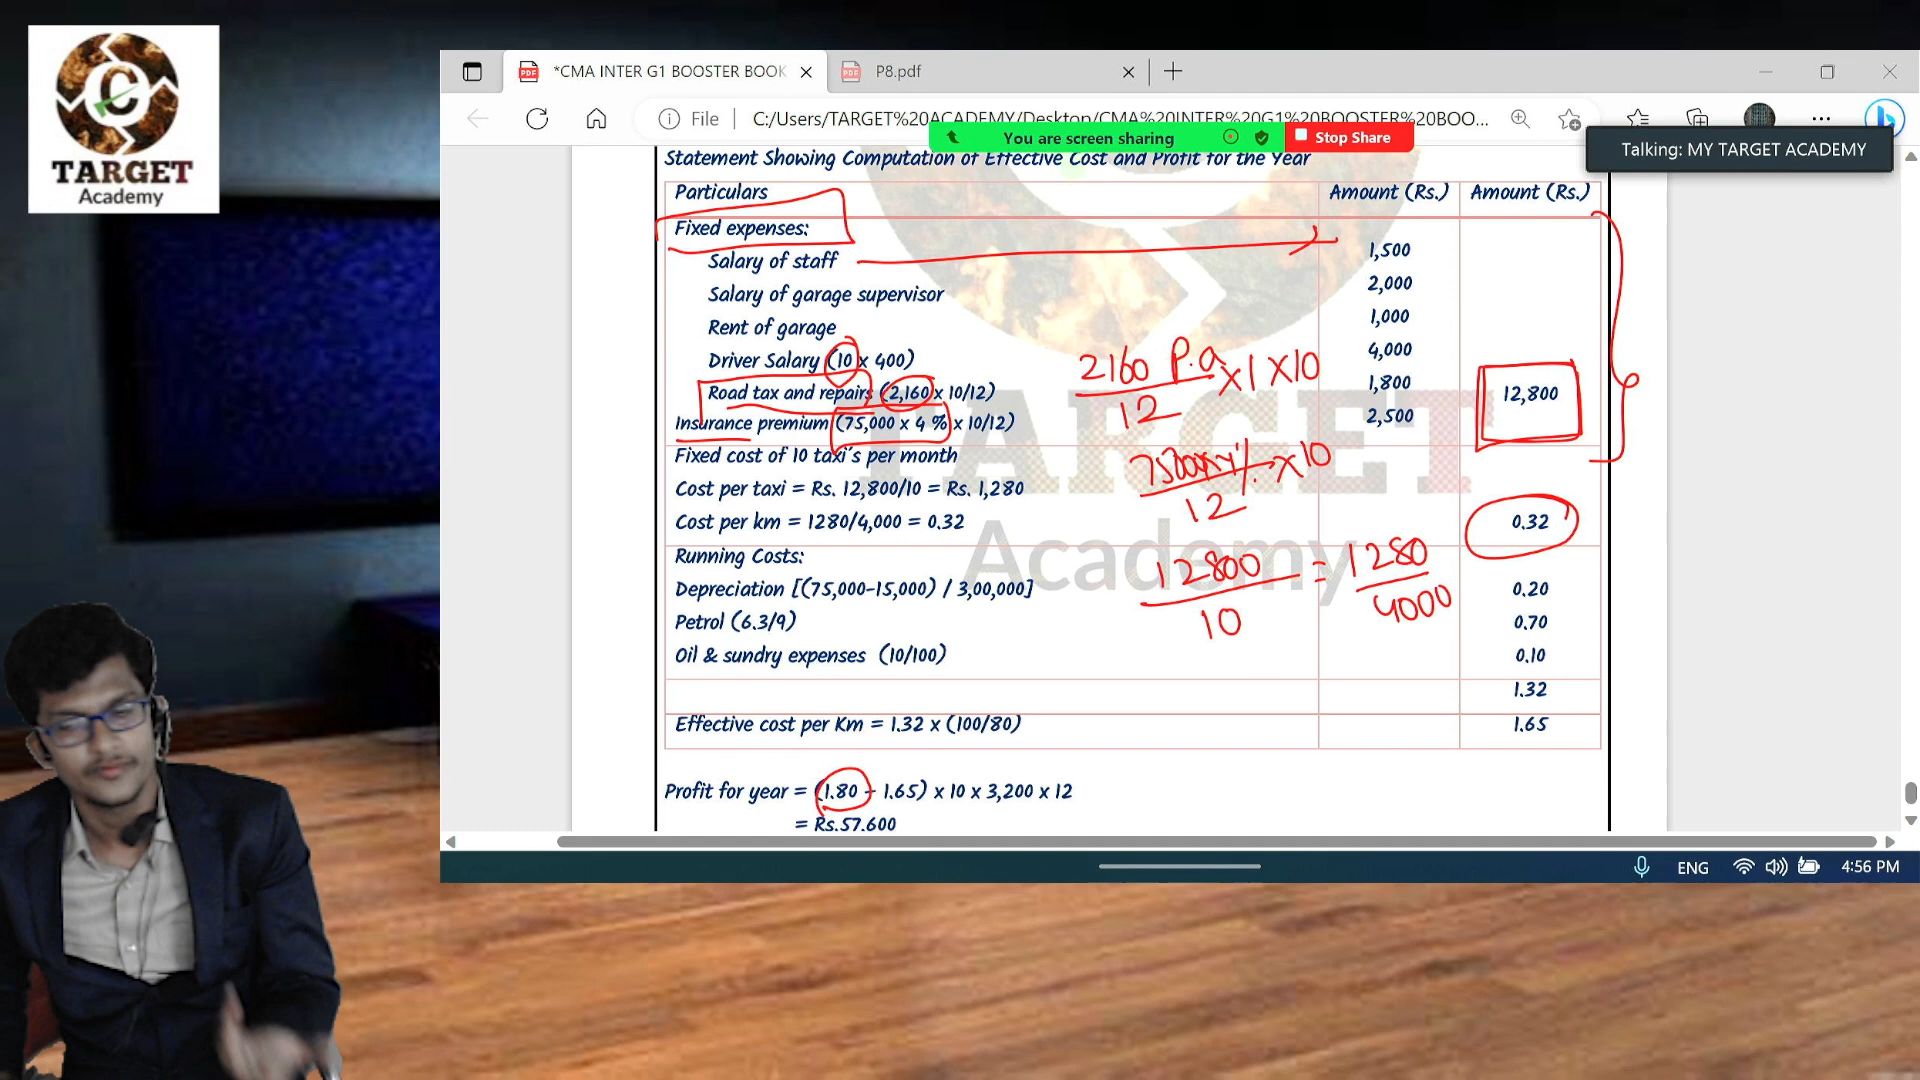 TARGET
Academy
*CMA INTER G1 BOOSTER BOOK
P8.pdf
File
C:/Users/TARGET%20ACADEMY/Desktop/CMA%20INTER%20G1%20BOOSTER%20BOO...
You are screen sharing
Stop Share
Talking: MY TARGET ACADEMY
Statement Showing Computation of Effective Cost and Profit for the Year
Particulars Amount (Rs.) Amount (Rs.)
Fixed expenses:
Salary of staff 1,500
Salary of garage supervisor 2,000
Rent of garage 1,000
Driver Salary (10 x 400) 4,000
Road tax and repairs (2,160 x 10/12) 1,800 12,800
Insurance premium (75,000 x 4 % x 10/12) 2,500
2160 P.a
12
x1 x10
x10
12
Fixed cost of 10 taxi's per month
Cost per taxi = Rs. 12,800/10 = Rs. 1,280
Cost per km = 1280/4,000 = 0.32 0.32
12800
10
= 1280
4000
Running Costs:
Depreciation [(75,000-15,000) / 3,00,000] 0.20
Petrol (6.3/9) 0.70
Oil & sundry expenses (10/100) 0.10
1.32
Effective cost per Km = 1.32 x (100/80) 1.65
Profit for year = (1.80 - 1.65) x 10 x 3,200 x 12
= Rs.57,600
TARGET
Academy
ENG
4:56 PM